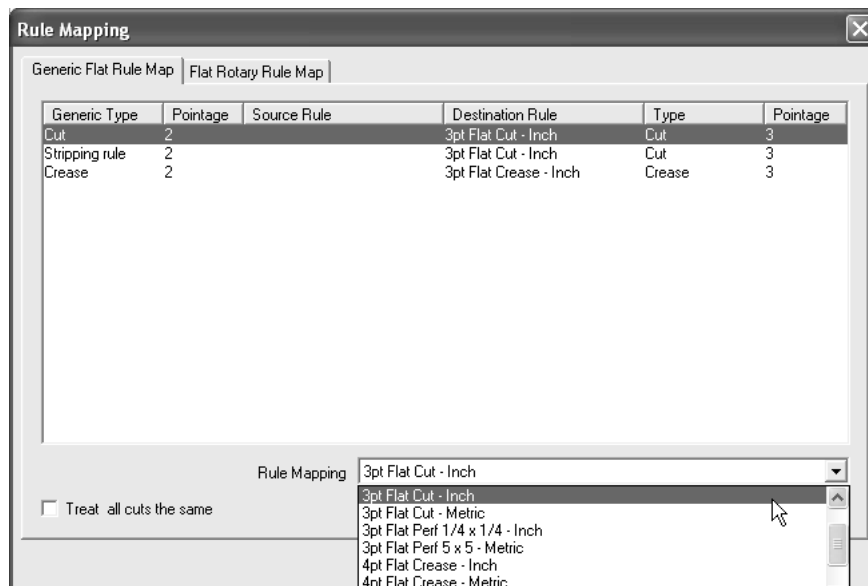 Rule Mapping
Generic Flat Rule Map Flat Rotary Rule Map
Generic Type Pointage Source Rule Destination Rule Type Pointage
Cut 2 3pt Flat Cut - Inch Cut 3
Stripping rule 2 3pt Flat Cut - Inch Cut 3
Crease 2 3pt Flat Crease - Inch Crease 3
Rule Mapping 3pt Flat Cut - Inch
3pt Flat Cut - Inch
Treat all cuts the same
3pt Flat Cut - Metric
3pt Flat Perf 1/4 x 1/4 - Inch
3pt Flat Perf 5 x 5 - Metric
4pt Flat Crease - Inch
4pt Flat Crease - Metric